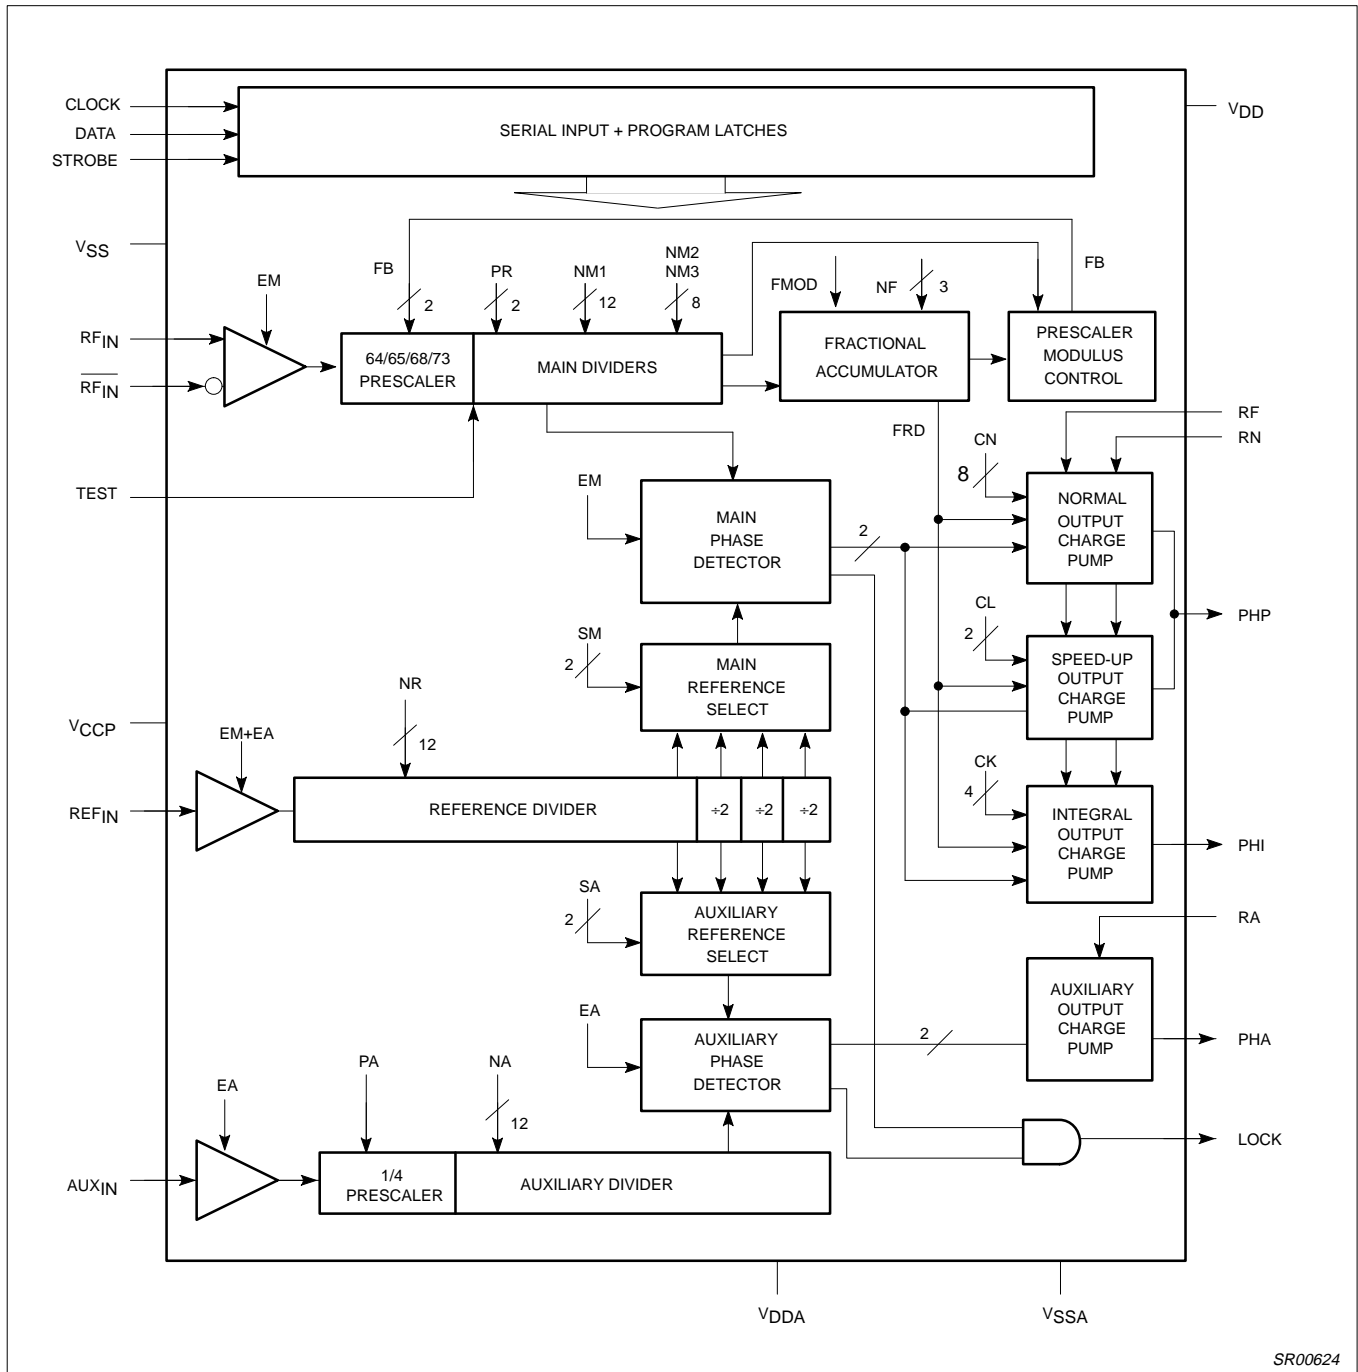 CLOCK
DATA
STROBE
SERIAL INPUT + PROGRAM LATCHES
VDD
VSS
EM
FB
2
PR
2
NM1
12
NM2
NM3
8
FMOD
NF
3
FB
RFIN
RFIN
64/65/68/73
PRESCALER
MAIN DIVIDERS
FRACTIONAL
ACCUMULATOR
PRESCALER
MODULUS
CONTROL
RF
RN
FRD
CN
8
TEST
EM
MAIN
PHASE
DETECTOR
2
NORMAL
OUTPUT
CHARGE
PUMP
PHP
SM
2
MAIN
REFERENCE
SELECT
CL
2
SPEED-UP
OUTPUT
CHARGE
PUMP
VCCP
EM+EA
NR
12
REFIN
REFERENCE DIVIDER
÷2
÷2
÷2
CK
4
INTEGRAL
OUTPUT
CHARGE
PUMP
PHI
SA
2
AUXILIARY
REFERENCE
SELECT
RA
EA
AUXILIARY
PHASE
DETECTOR
2
AUXILIARY
OUTPUT
CHARGE
PUMP
PHA
EA
PA
NA
12
AUXIN
1/4
PRESCALER
AUXILIARY DIVIDER
LOCK
VDDA
VSSA
SR00624